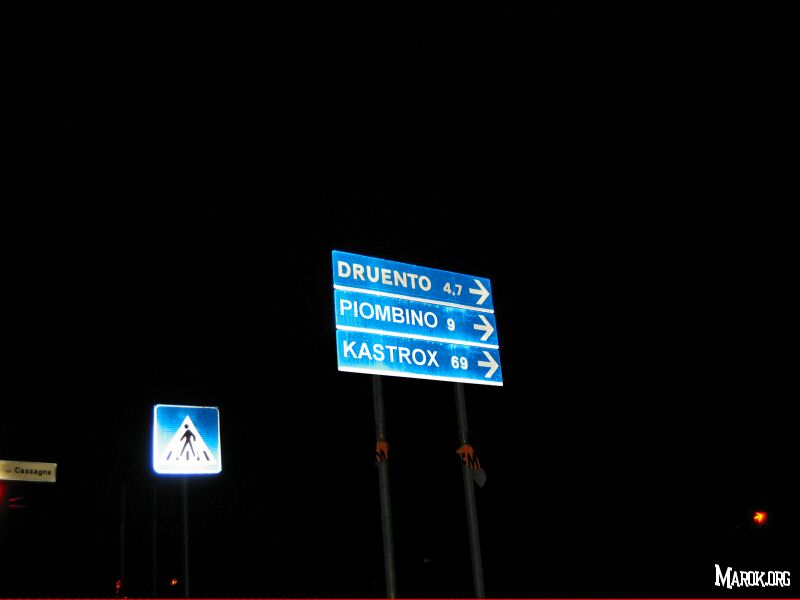 DRUENTO 4,7
PIOMBINO 9
KASTROX 69
Cassagna
MAROK.ORG